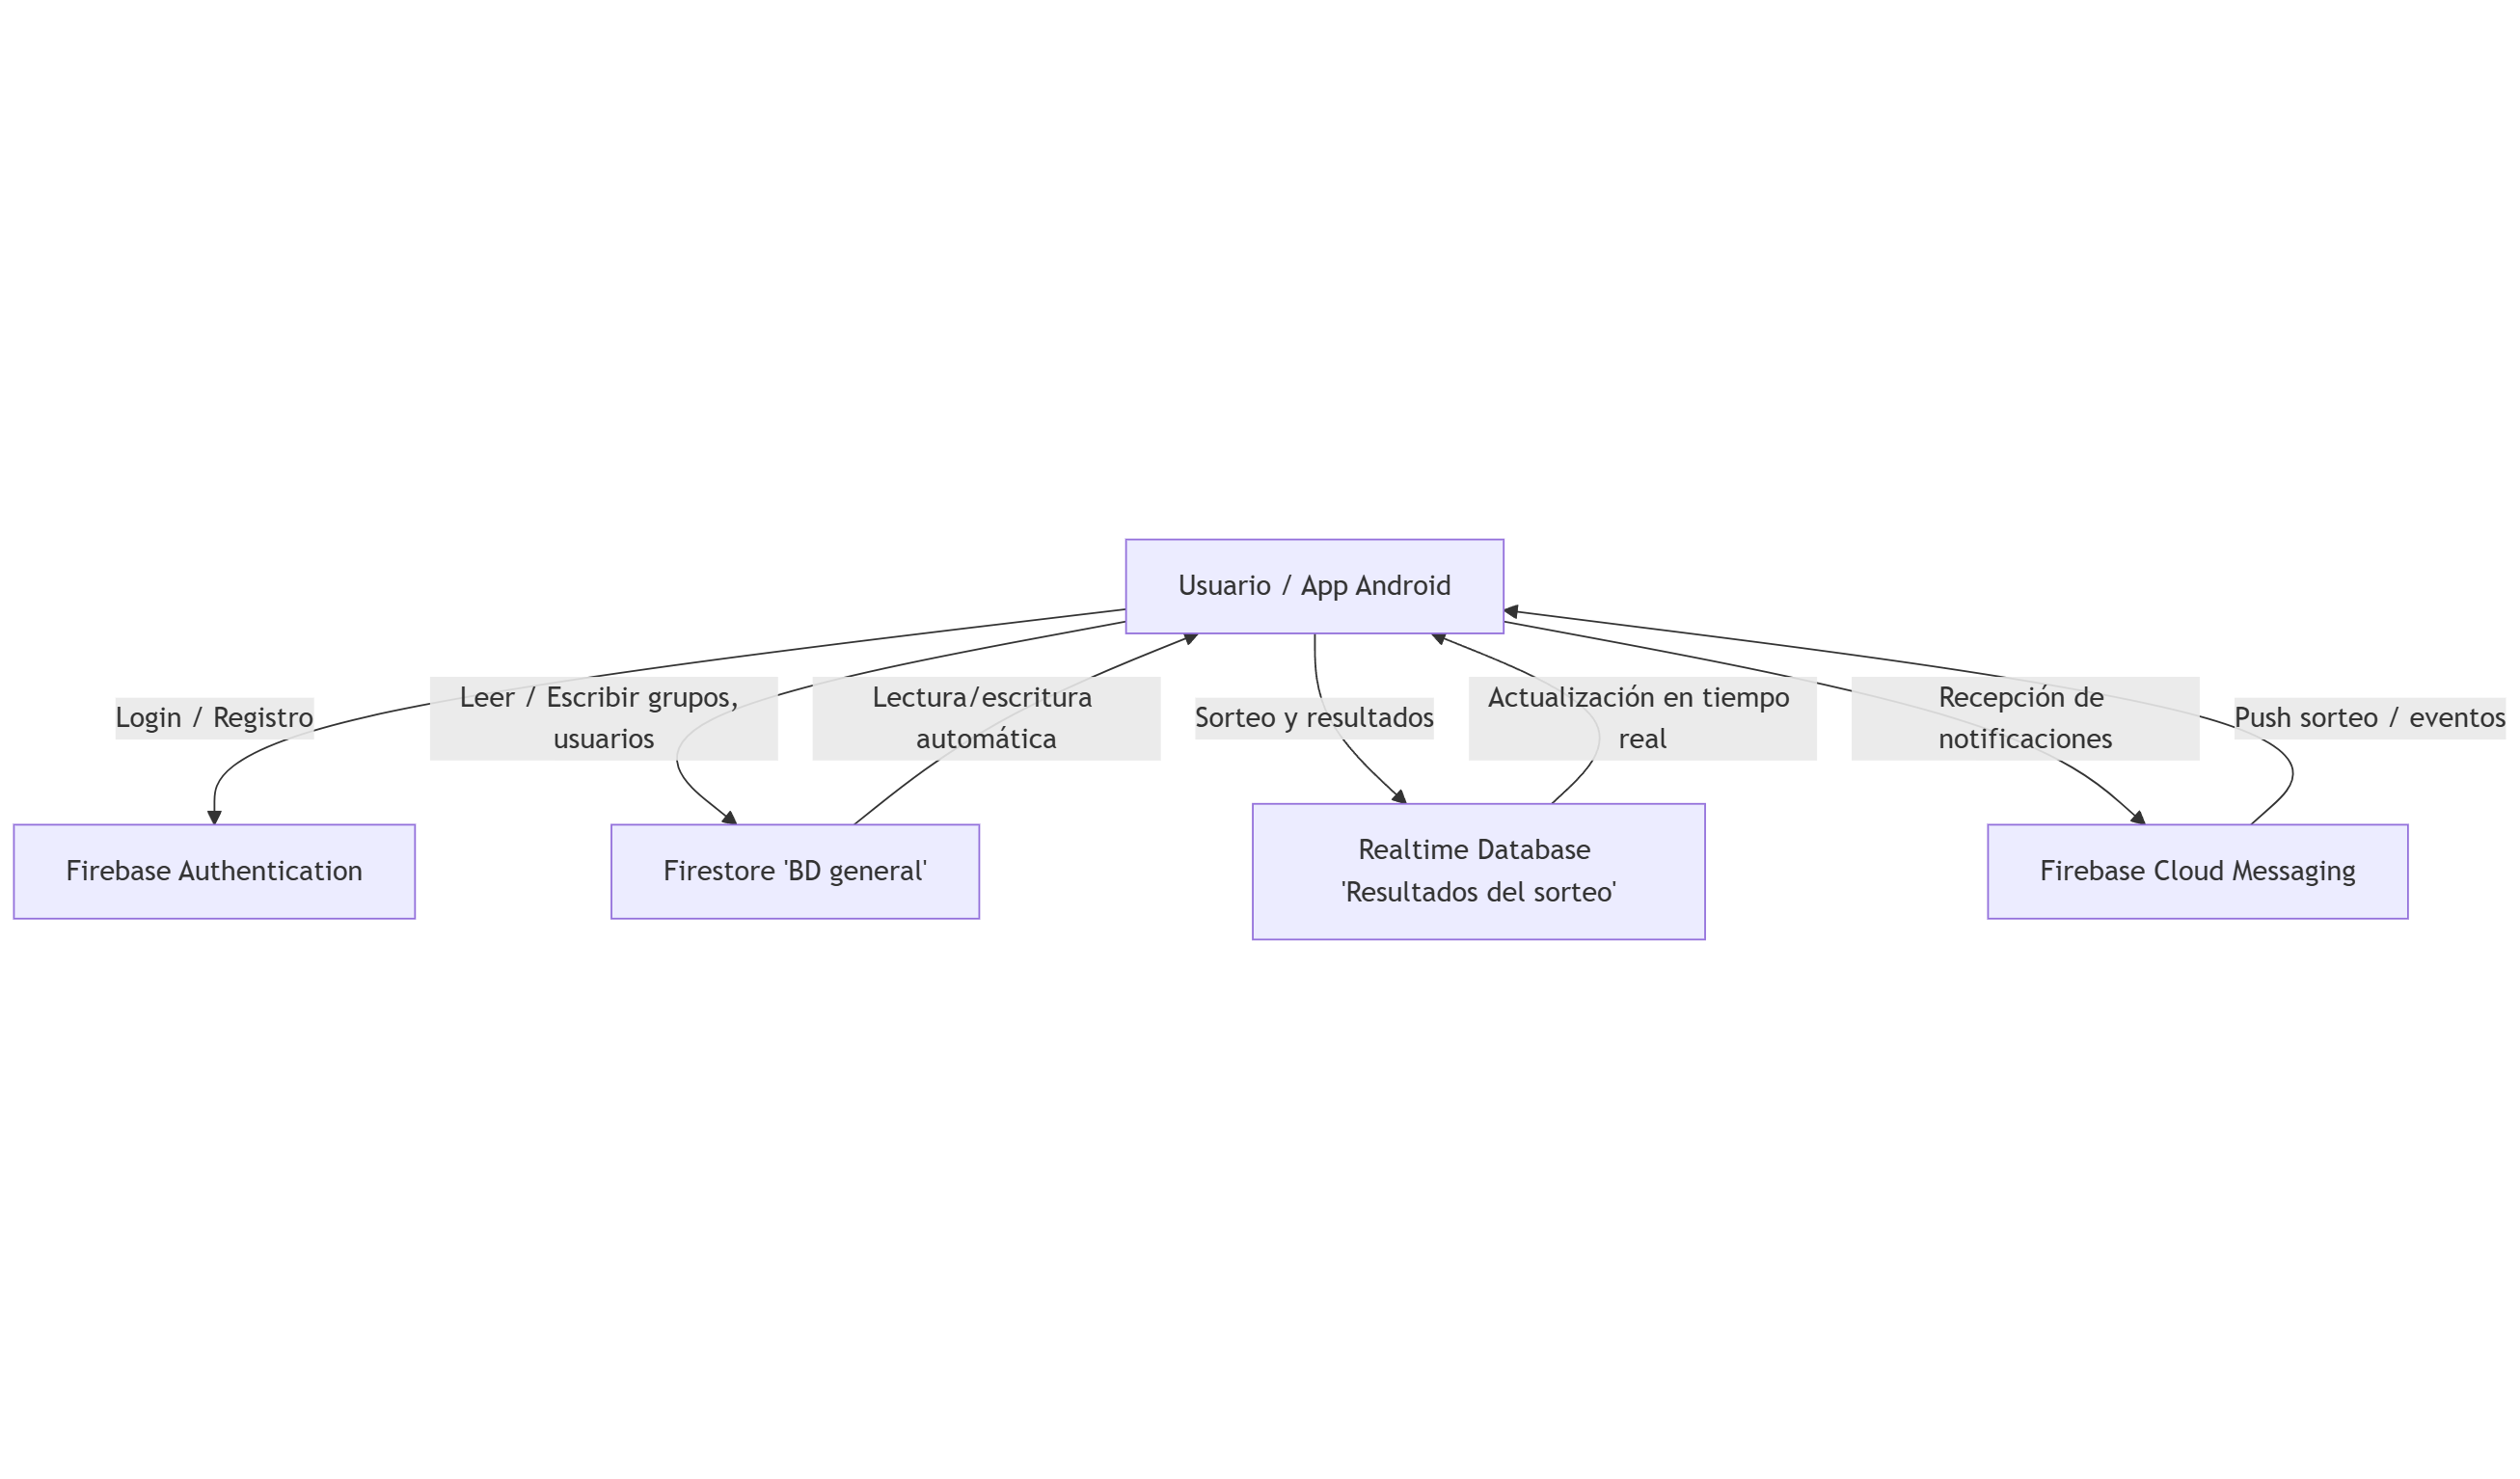 Usuario / App Android
Login / Registro
Leer / Escribir grupos,
usuarios
Lectura/escritura
automática
Sorteo y resultados
Actualización en tiempo
real
Recepción de
notificaciones
Push sorteo / eventos
Firebase Authentication
Firestore 'BD general'
Realtime Database
'Resultados del sorteo'
Firebase Cloud Messaging